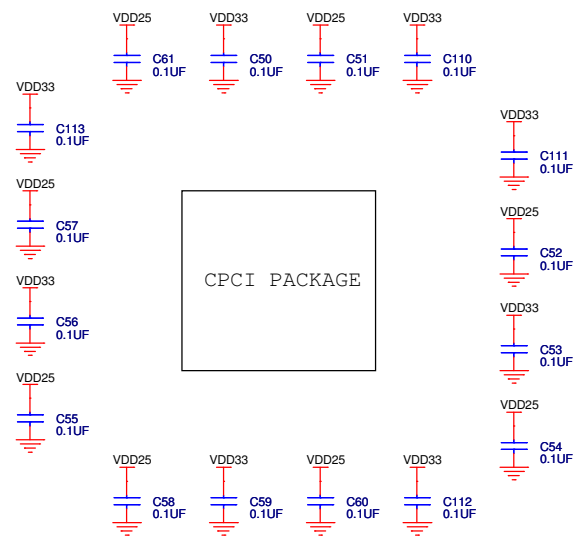 VDD25
C61
0.1UF
VDD33
C50
0.1UF
VDD25
C51
0.1UF
VDD33
C110
0.1UF
VDD33
C113
0.1UF
VDD33
C111
0.1UF
VDD25
C57
0.1UF
VDD25
C52
0.1UF
CPCI PACKAGE
VDD33
C56
0.1UF
VDD33
C53
0.1UF
VDD25
C55
0.1UF
VDD25
C54
0.1UF
VDD25
C58
0.1UF
VDD33
C59
0.1UF
VDD25
C60
0.1UF
VDD33
C112
0.1UF